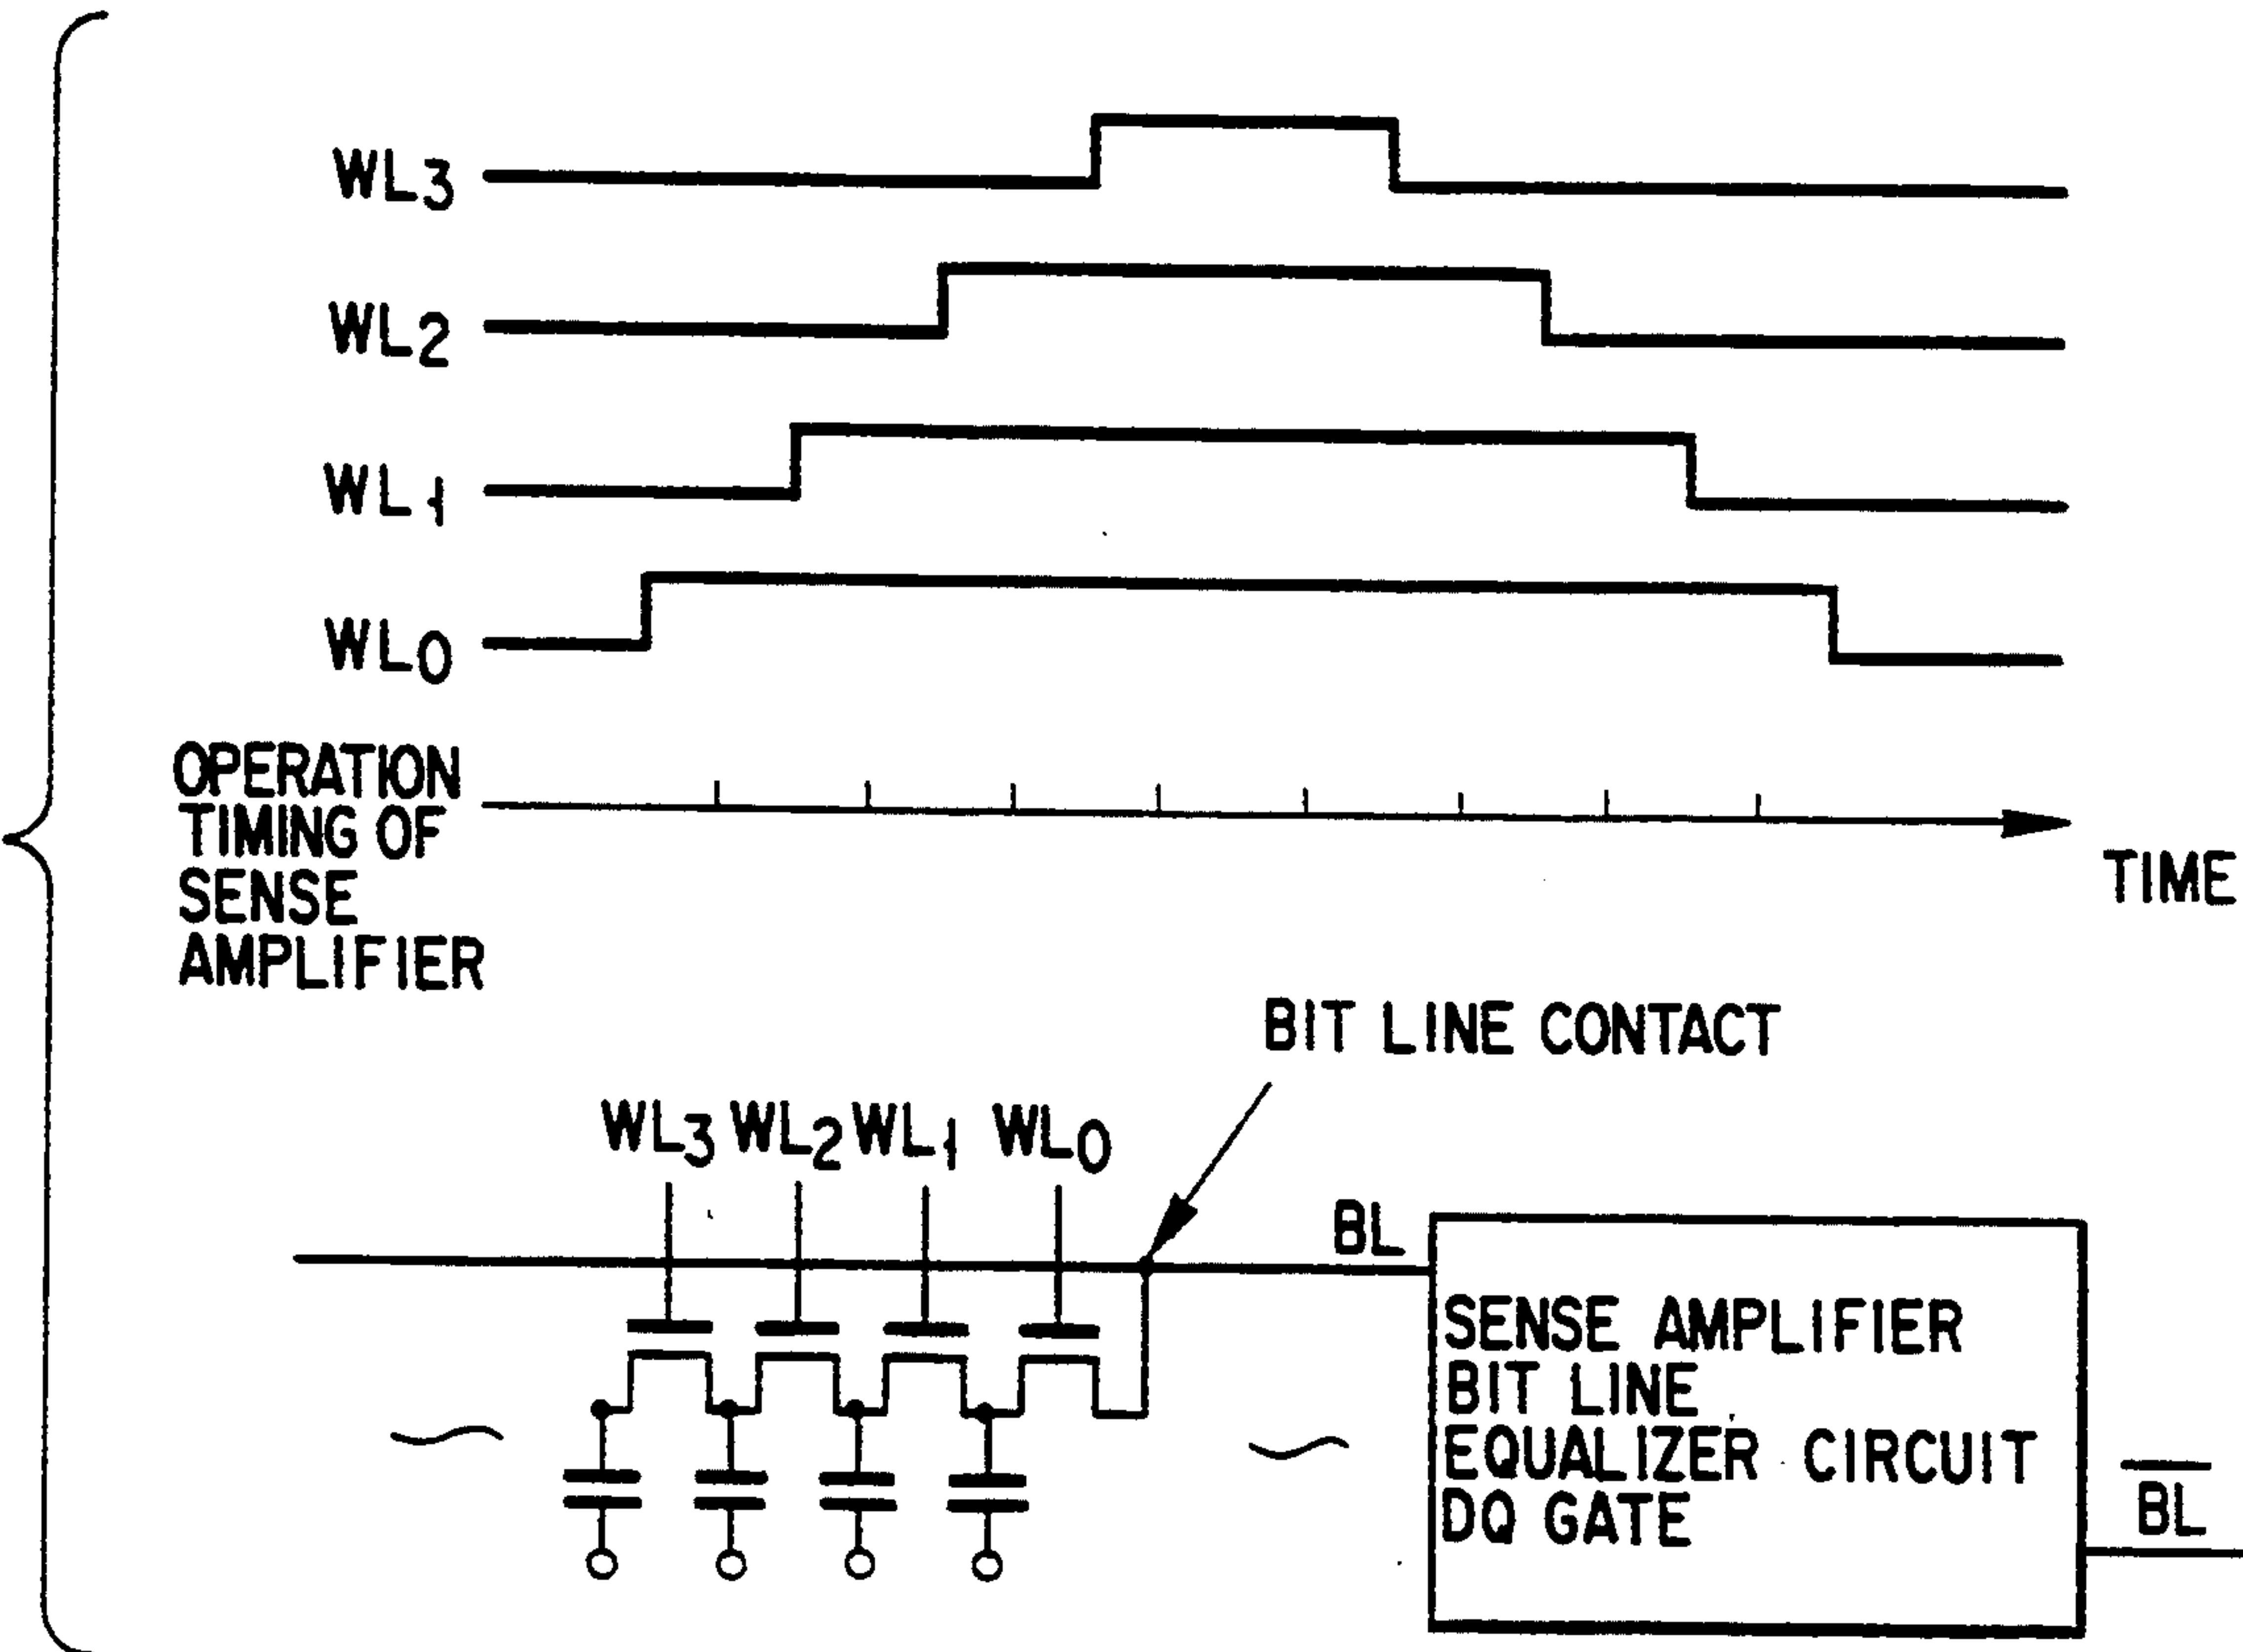 WL3
WL2
WL1
WL0
OPERATION
TIMING OF
SENSE
AMPLIFIER
TIME
BIT LINE CONTACT
WL3 WL2 WL1 WL0
BL
SENSE AMPLIFIER
BIT LINE
EQUALIZER CIRCUIT
DQ GATE
B̅L̅